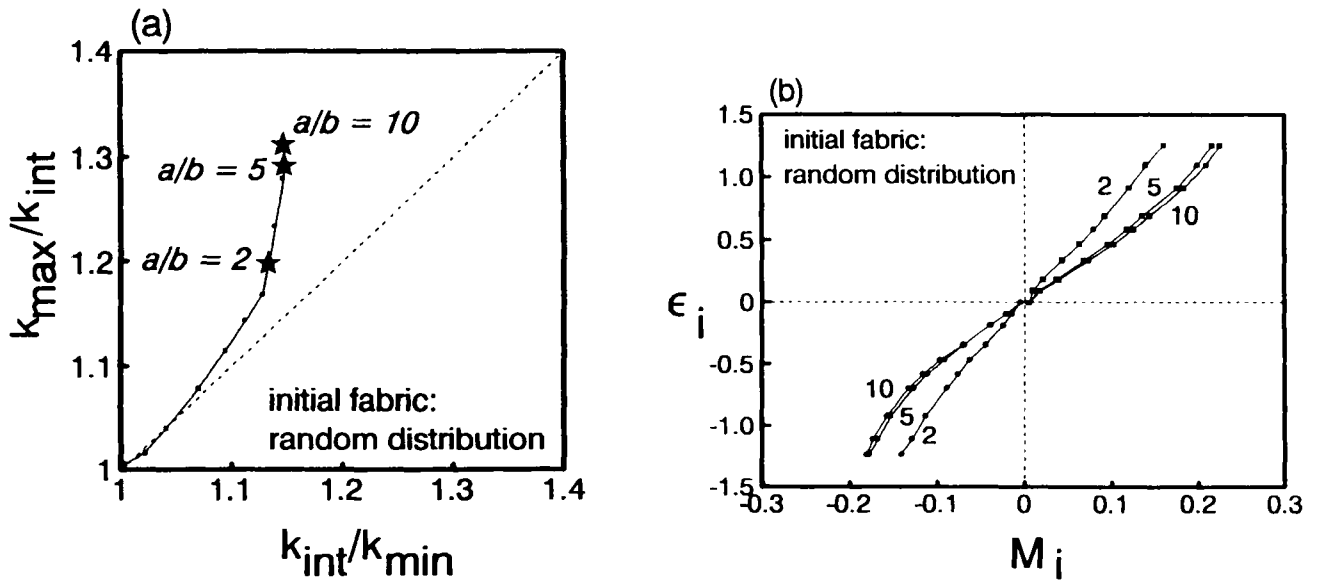 (a)
1.4
1.3
1.2
1.1
1
k_max/k_int
a/b = 10
a/b = 5
a/b = 2
initial fabric:
random distribution
1
1.1
1.2
1.3
1.4
k_int/k_min
(b)
1.5
1.0
0.5
0
-0.5
-1.0
-1.5
ϵ_i
initial fabric:
random distribution
2
5
10
10
5
2
-0.3
-0.2
-0.1
0
0.1
0.2
0.3
M_i